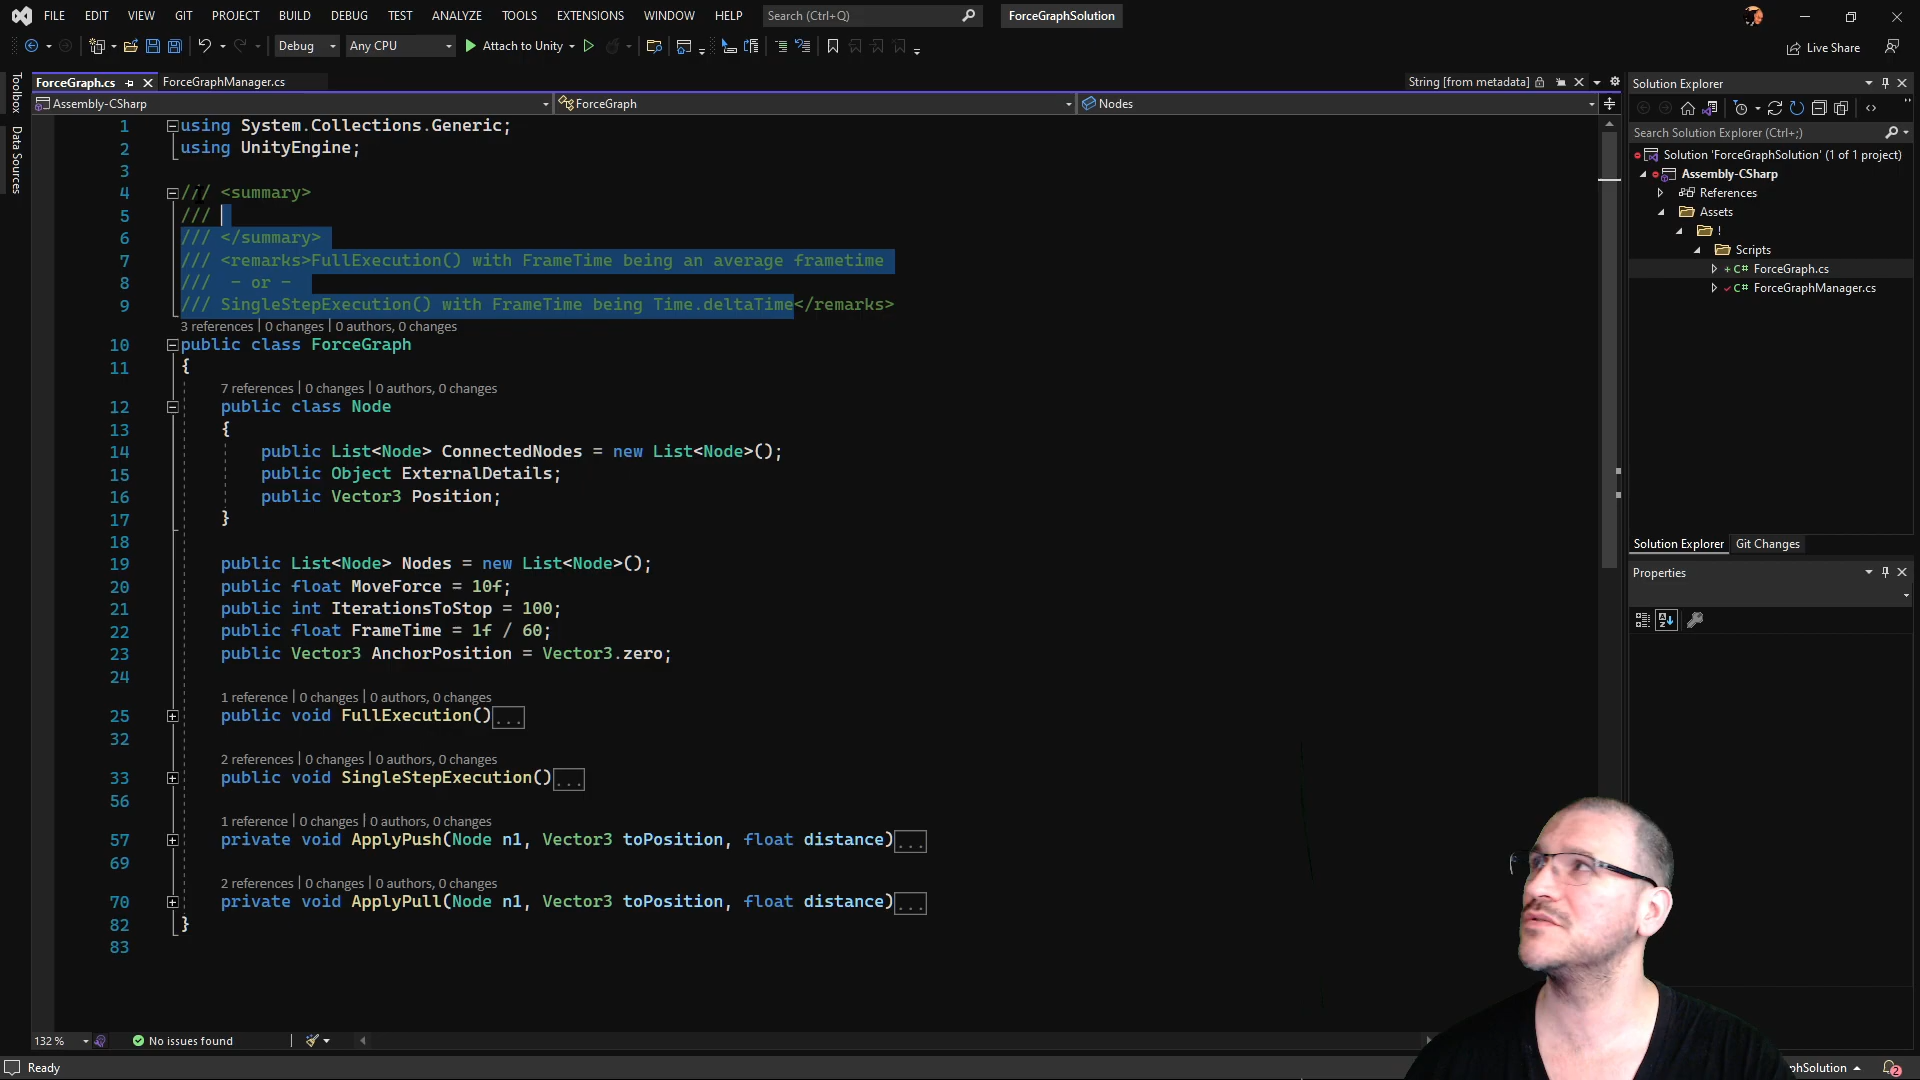 FILE EDIT VIEW GIT PROJECT BUILD DEBUG TEST ANALYZE TOOLS EXTENSIONS WINDOW HELP Search (Ctrl+Q) ForceGraphSolution
Debug Any CPU Attach to Unity Live Share
Toolbox
Data Sources
ForceGraph.cs ForceGraphManager.cs String [from metadata]
Assembly-CSharp ForceGraph Nodes
1 using System.Collections.Generic;
2 using UnityEngine;
3
4 /// <summary>
5 ///
6 /// </summary>
7 /// <remarks>FullExecution() with FrameTime being an average frametime
8 /// - or -
9 /// SingleStepExecution() with FrameTime being Time.deltaTime</remarks>
3 references | 0 changes | 0 authors, 0 changes
10 public class ForceGraph
11 {
7 references | 0 changes | 0 authors, 0 changes
12 public class Node
13 {
14 public List<Node> ConnectedNodes = new List<Node>();
15 public Object ExternalDetails;
16 public Vector3 Position;
17 }
18
19 public List<Node> Nodes = new List<Node>();
20 public float MoveForce = 10f;
21 public int IterationsToStop = 100;
22 public float FrameTime = 1f / 60;
23 public Vector3 AnchorPosition = Vector3.zero;
24
1 reference | 0 changes | 0 authors, 0 changes
25 public void FullExecution()...
32
2 references | 0 changes | 0 authors, 0 changes
33 public void SingleStepExecution()...
56
1 reference | 0 changes | 0 authors, 0 changes
57 private void ApplyPush(Node n1, Vector3 toPosition, float distance)...
69
2 references | 0 changes | 0 authors, 0 changes
70 private void ApplyPull(Node n1, Vector3 toPosition, float distance)...
82 }
83
132 % No issues found
Ready
Solution Explorer
Search Solution Explorer (Ctrl+;)
Solution 'ForceGraphSolution' (1 of 1 project)
Assembly-CSharp
References
Assets
!
Scripts
C# ForceGraph.cs
C# ForceGraphManager.cs
Solution Explorer Git Changes
Properties
phSolution 2